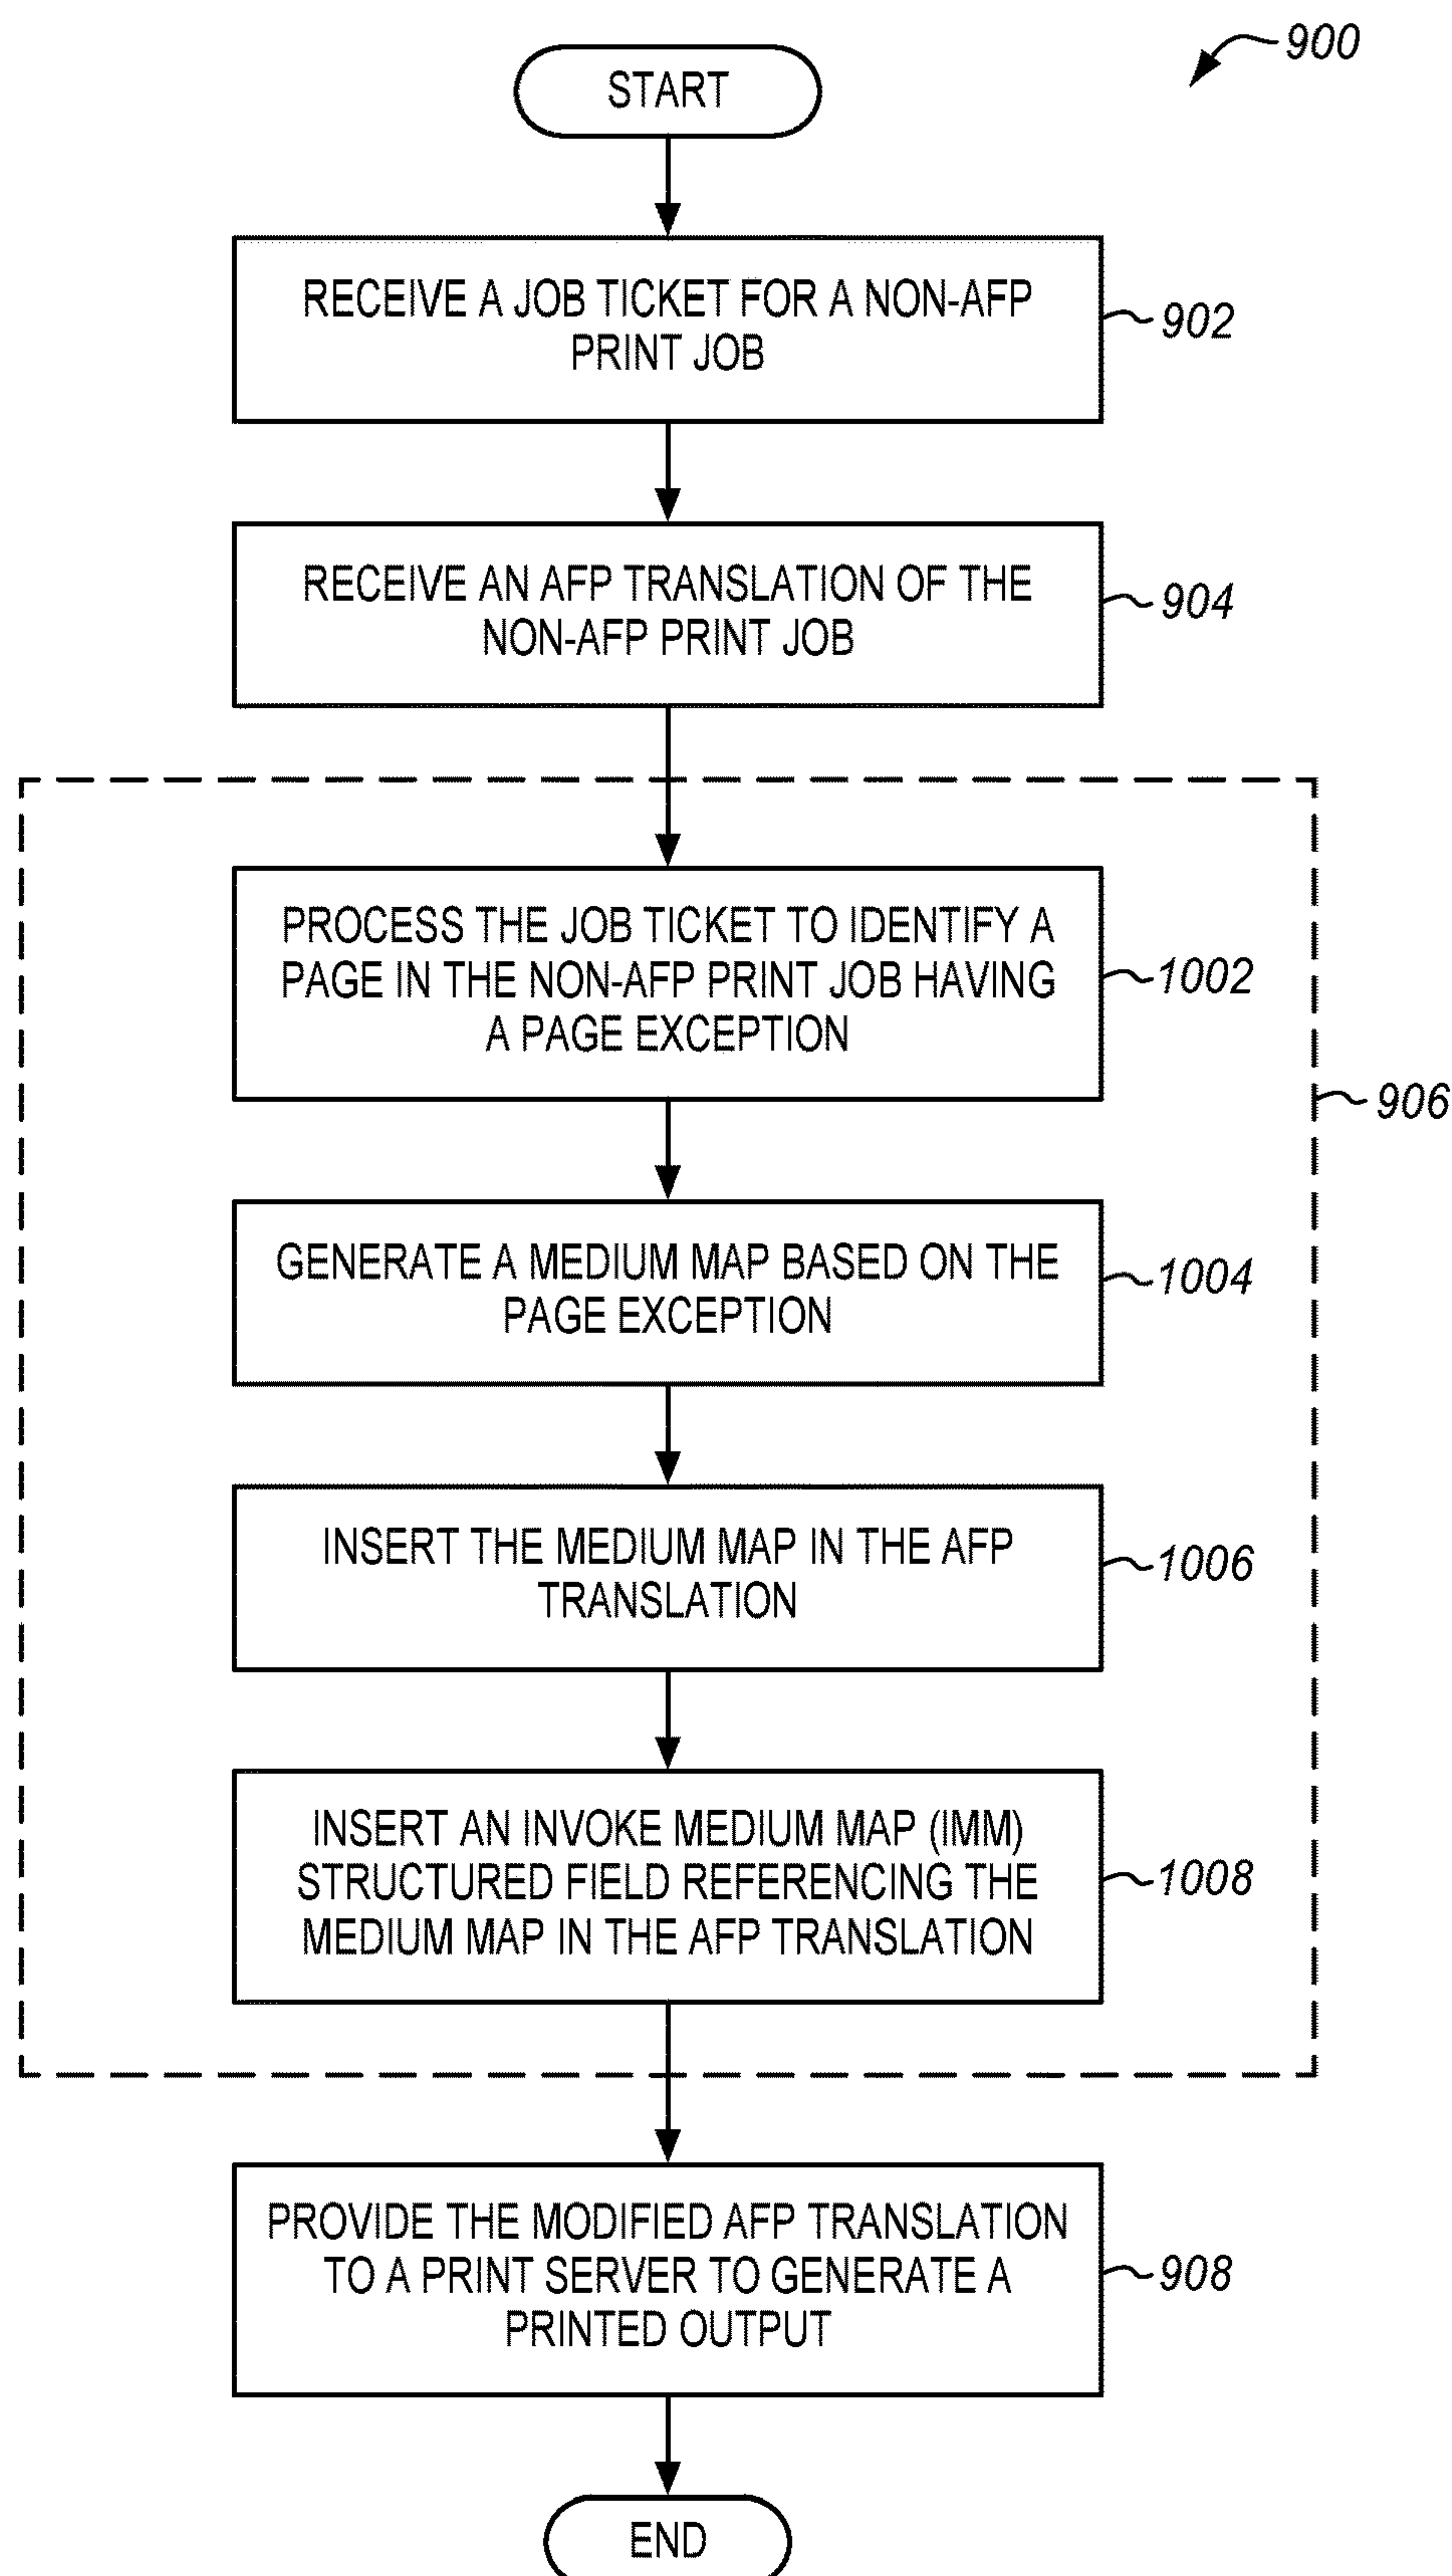 900
START
RECEIVE A JOB TICKET FOR A NON-AFP
PRINT JOB
902
RECEIVE AN AFP TRANSLATION OF THE
NON-AFP PRINT JOB
904
PROCESS THE JOB TICKET TO IDENTIFY A
PAGE IN THE NON-AFP PRINT JOB HAVING
A PAGE EXCEPTION
1002
906
GENERATE A MEDIUM MAP BASED ON THE
PAGE EXCEPTION
1004
INSERT THE MEDIUM MAP IN THE AFP
TRANSLATION
1006
INSERT AN INVOKE MEDIUM MAP (IMM)
STRUCTURED FIELD REFERENCING THE
MEDIUM MAP IN THE AFP TRANSLATION
1008
PROVIDE THE MODIFIED AFP TRANSLATION
TO A PRINT SERVER TO GENERATE A
PRINTED OUTPUT
908
END